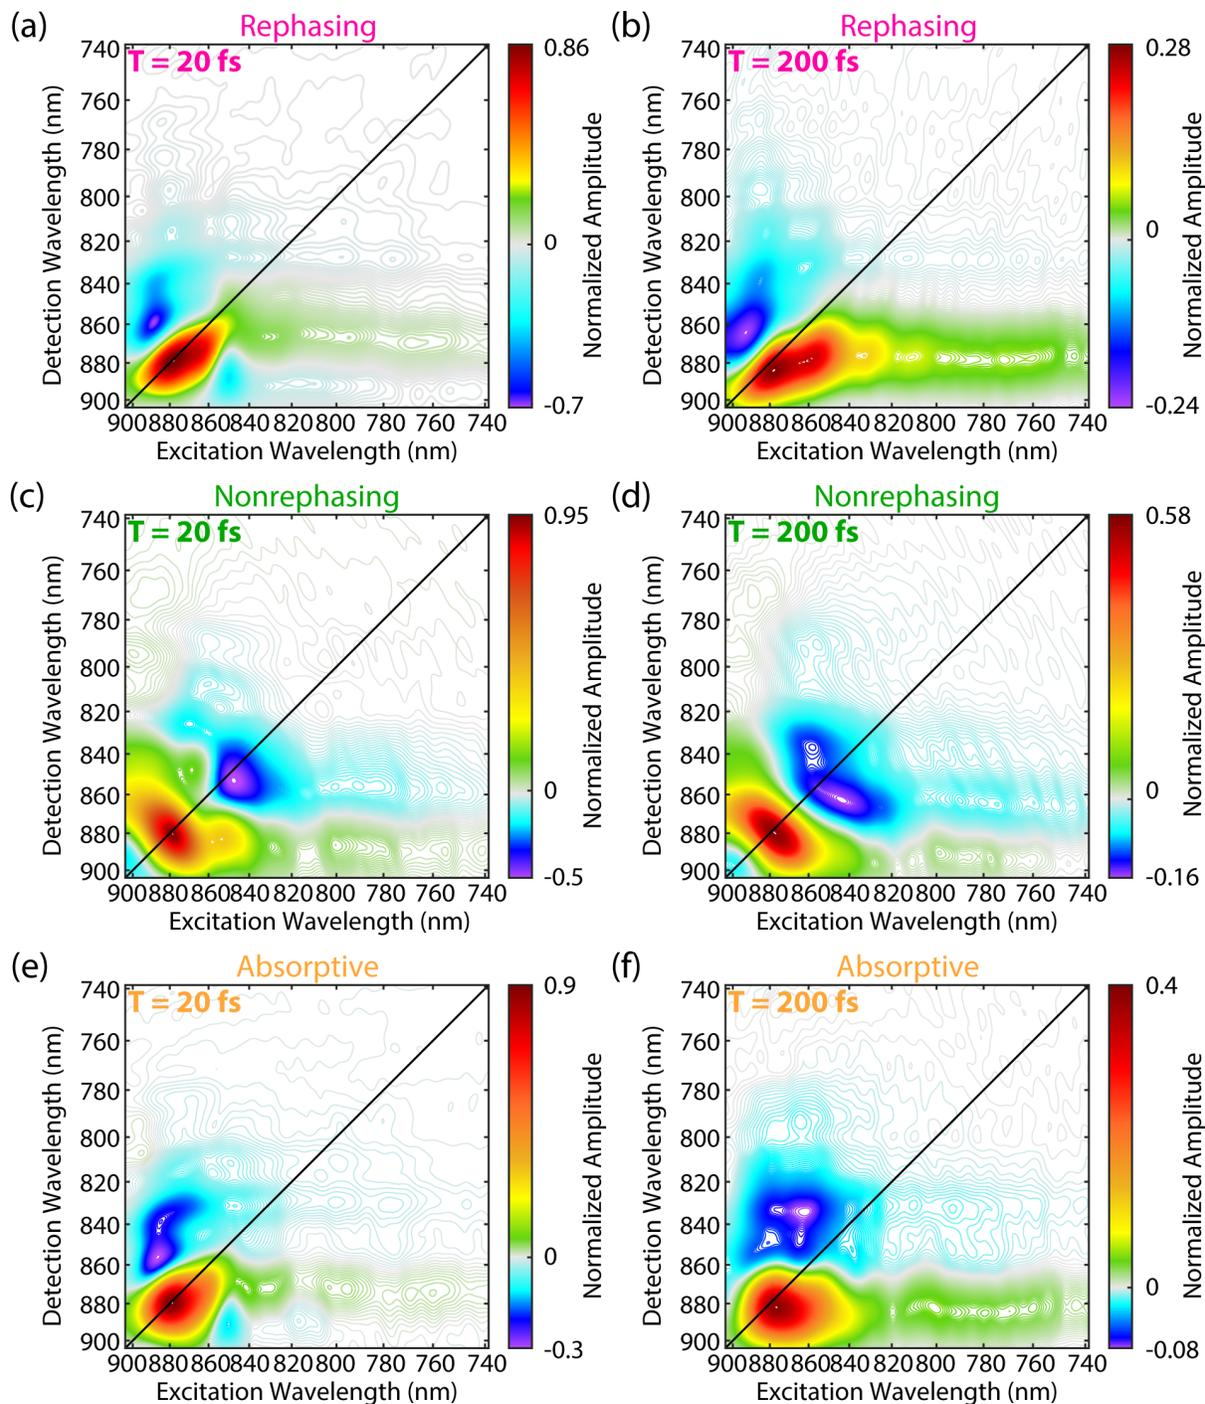 (a) Rephasing
T = 20 fs
Detection Wavelength (nm)
740
760
780
800
820
840
860
880
900
900 880 860 840 820 800 780 760 740
Excitation Wavelength (nm)
0.86
0
-0.7
Normalized Amplitude
(b) Rephasing
T = 200 fs
Detection Wavelength (nm)
740
760
780
800
820
840
860
880
900
900 880 860 840 820 800 780 760 740
Excitation Wavelength (nm)
0.28
0
-0.24
Normalized Amplitude
(c) Nonrephasing
T = 20 fs
Detection Wavelength (nm)
740
760
780
800
820
840
860
880
900
900 880 860 840 820 800 780 760 740
Excitation Wavelength (nm)
0.95
0
-0.5
Normalized Amplitude
(d) Nonrephasing
T = 200 fs
Detection Wavelength (nm)
740
760
780
800
820
840
860
880
900
900 880 860 840 820 800 780 760 740
Excitation Wavelength (nm)
0.58
0
-0.16
Normalized Amplitude
(e) Absorptive
T = 20 fs
Detection Wavelength (nm)
740
760
780
800
820
840
860
880
900
900 880 860 840 820 800 780 760 740
Excitation Wavelength (nm)
0.9
0
-0.3
Normalized Amplitude
(f) Absorptive
T = 200 fs
Detection Wavelength (nm)
740
760
780
800
820
840
860
880
900
900 880 860 840 820 800 780 760 740
Excitation Wavelength (nm)
0.4
0
-0.08
Normalized Amplitude